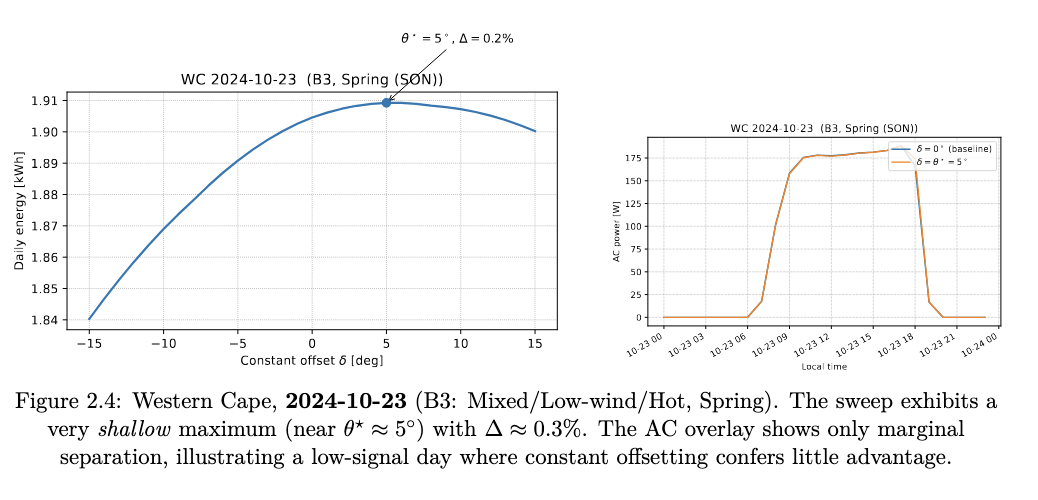 θ* = 5°, Δ = 0.2%
WC 2024-10-23 (B3, Spring (SON))
1.91
1.90
1.89
1.88
1.87
1.86
1.85
1.84
Daily energy [kWh]
−15
−10
−5
0
5
10
15
Constant offset δ [deg]
WC 2024-10-23 (B3, Spring (SON))
δ = 0° (baseline)
δ = θ* = 5°
175
150
125
100
75
50
25
0
AC power [W]
10-23 00
10-23 03
10-23 06
10-23 09
10-23 12
10-23 15
10-23 18
10-23 21
10-24 00
Local time
Figure 2.4: Western Cape, 2024-10-23 (B3: Mixed/Low-wind/Hot, Spring). The sweep exhibits a
very shallow maximum (near θ⋆ ≈ 5°) with Δ ≈ 0.3%. The AC overlay shows only marginal
separation, illustrating a low-signal day where constant offsetting confers little advantage.